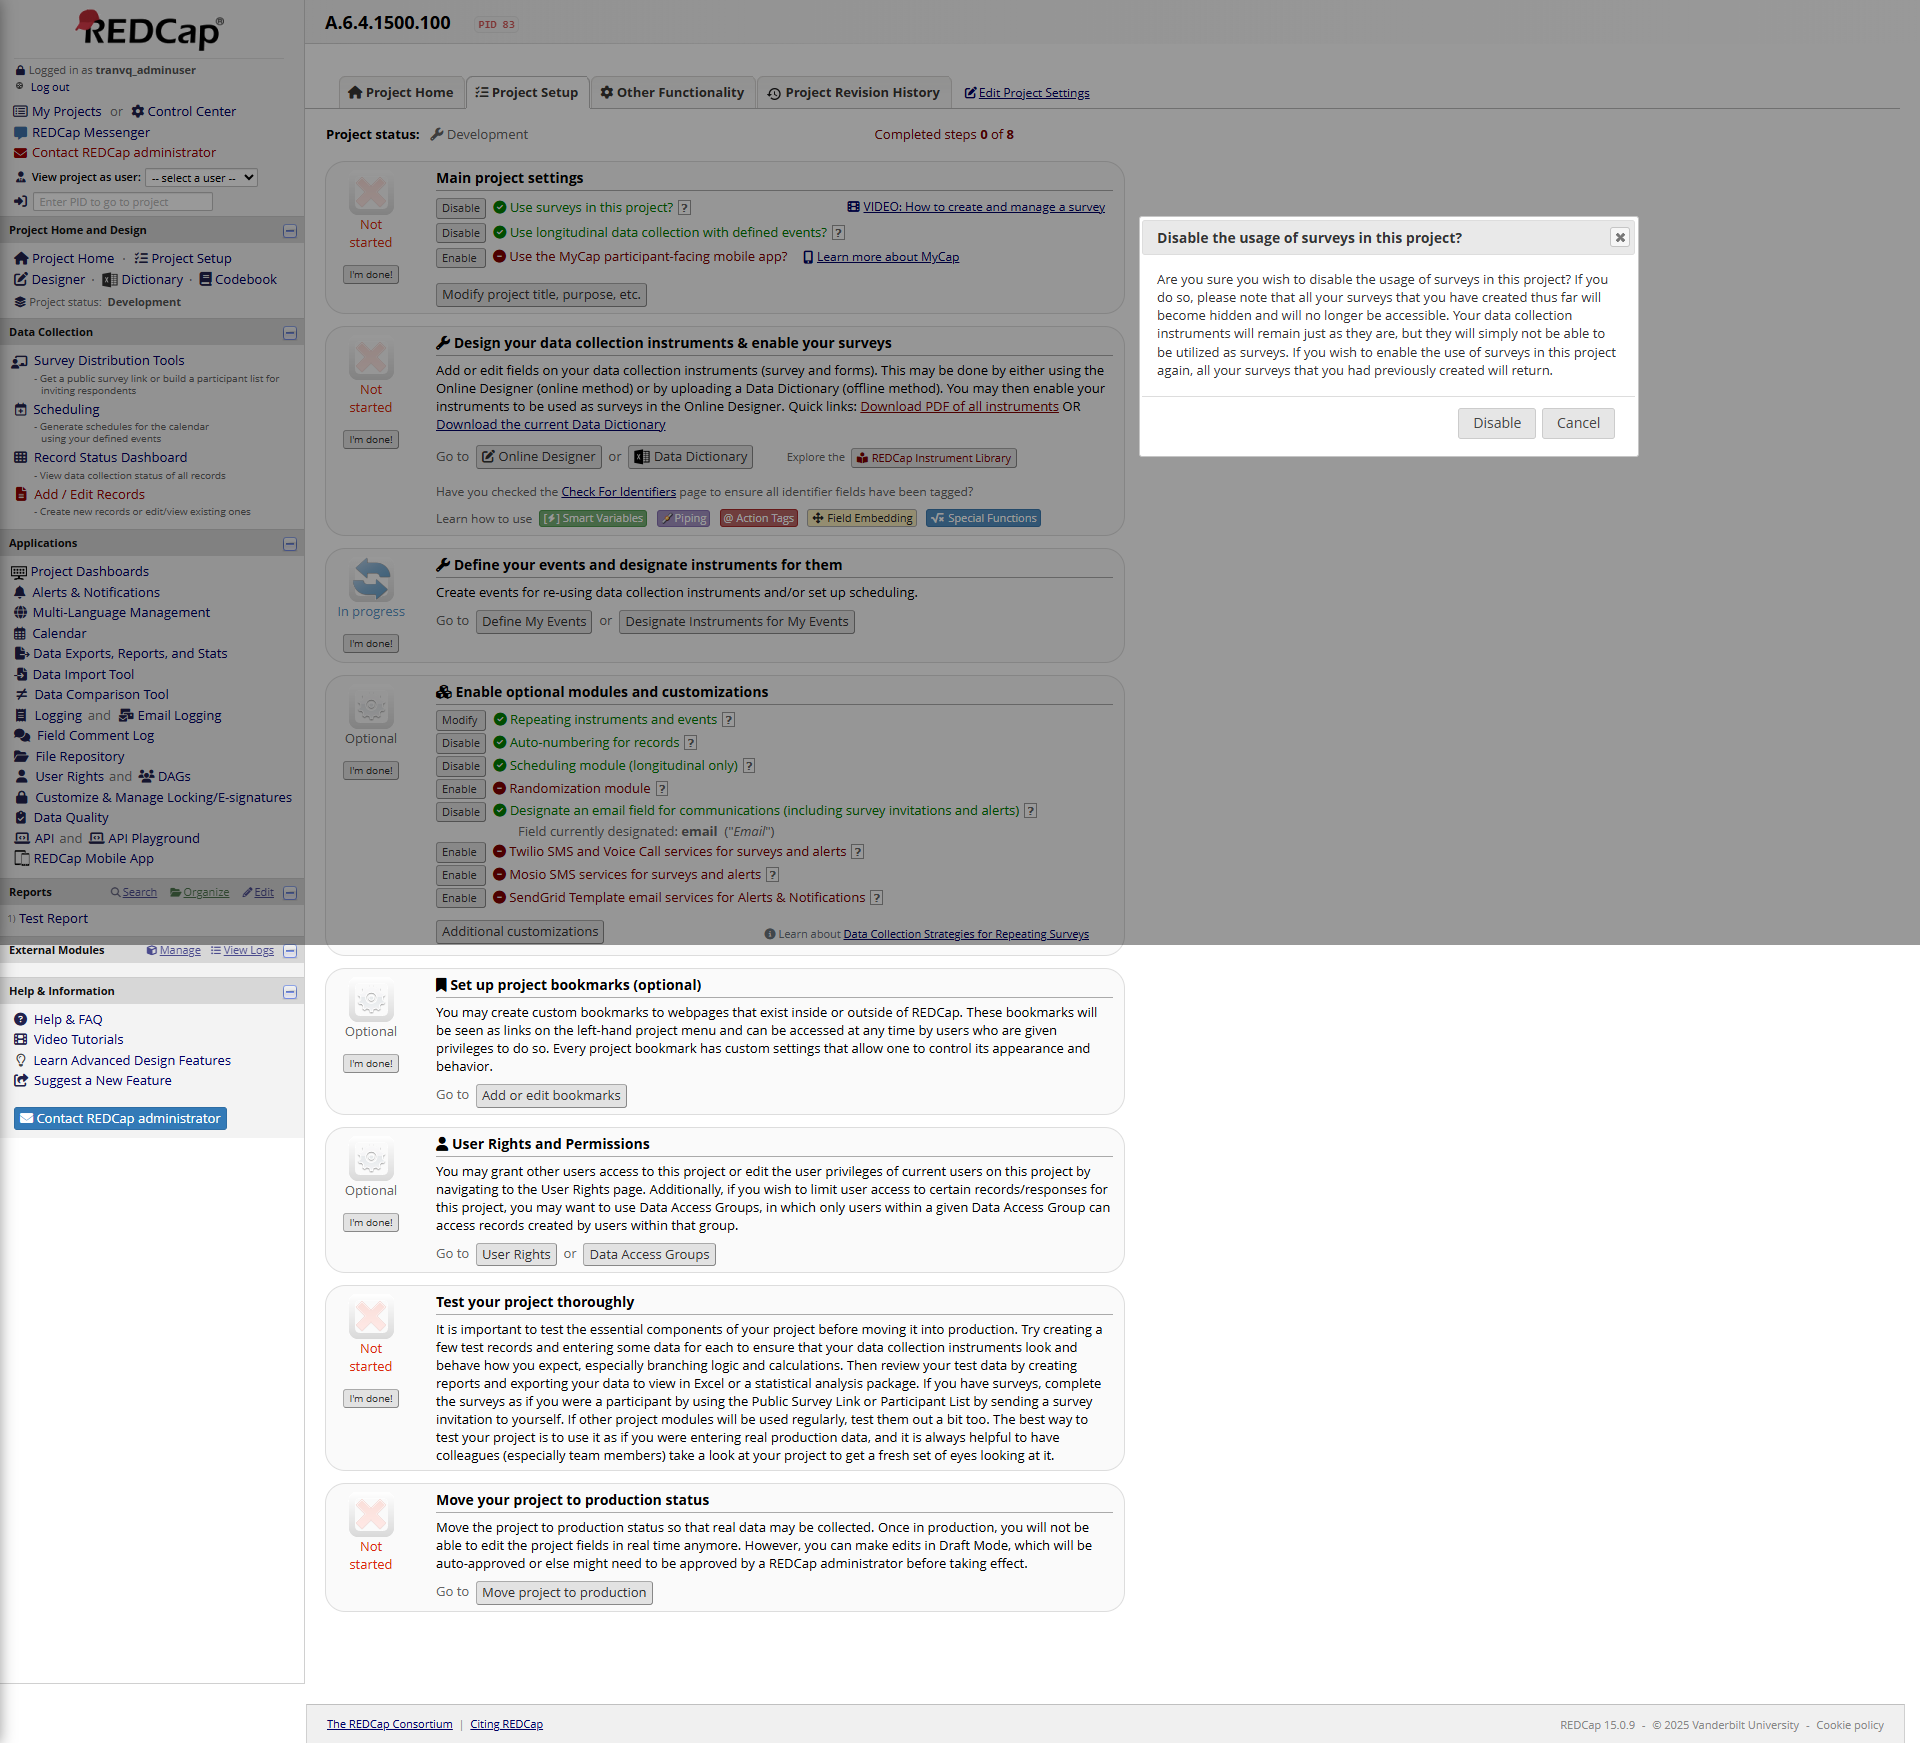 REDCap®
Logged in as tranvq_adminuser
Log out
My Projects or Control Center
REDCap Messenger
Contact REDCap administrator
View project as user: -- select a user --
Enter PID to go to project
Project Home and Design
Project Home · Project Setup
Designer · Dictionary · Codebook
Project status: Development
Data Collection
Survey Distribution Tools
- Get a public survey link or build a participant list for
inviting respondents
Scheduling
- Generate schedules for the calendar
using your defined events
Record Status Dashboard
- View data collection status of all records
Add / Edit Records
- Create new records or edit/view existing ones
Applications
Project Dashboards
Alerts & Notifications
Multi-Language Management
Calendar
Data Exports, Reports, and Stats
Data Import Tool
Data Comparison Tool
Logging and Email Logging
Field Comment Log
File Repository
User Rights and DAGs
Customize & Manage Locking/E-signatures
Data Quality
API and API Playground
REDCap Mobile App
Reports Search Organize Edit
1) Test Report
External Modules Manage View Logs
Help & Information
Help & FAQ
Video Tutorials
Learn Advanced Design Features
Suggest a New Feature
Contact REDCap administrator
A.6.4.1500.100 PID 83
Project Home Project Setup Other Functionality Project Revision History Edit Project Settings
Project status: Development Completed steps 0 of 8
Not
started
I'm done!
Main project settings
Disable Use surveys in this project? ? VIDEO: How to create and manage a survey
Disable Use longitudinal data collection with defined events? ?
Enable Use the MyCap participant-facing mobile app? Learn more about MyCap
Modify project title, purpose, etc.
Not
started
I'm done!
Design your data collection instruments & enable your surveys
Add or edit fields on your data collection instruments (survey and forms). This may be done by either using the
Online Designer (online method) or by uploading a Data Dictionary (offline method). You may then enable your
instruments to be used as surveys in the Online Designer. Quick links: Download PDF of all instruments OR
Download the current Data Dictionary
Go to Online Designer or Data Dictionary Explore the REDCap Instrument Library
Have you checked the Check For Identifiers page to ensure all identifier fields have been tagged?
Learn how to use [⚡] Smart Variables Piping @ Action Tags Field Embedding √x Special Functions
In progress
I'm done!
Define your events and designate instruments for them
Create events for re-using data collection instruments and/or set up scheduling.
Go to Define My Events or Designate Instruments for My Events
Optional
I'm done!
Enable optional modules and customizations
Modify Repeating instruments and events ?
Disable Auto-numbering for records ?
Disable Scheduling module (longitudinal only) ?
Enable Randomization module ?
Disable Designate an email field for communications (including survey invitations and alerts) ?
Field currently designated: email ("Email")
Enable Twilio SMS and Voice Call services for surveys and alerts ?
Enable Mosio SMS services for surveys and alerts ?
Enable SendGrid Template email services for Alerts & Notifications ?
Additional customizations Learn about Data Collection Strategies for Repeating Surveys
Optional
I'm done!
Set up project bookmarks (optional)
You may create custom bookmarks to webpages that exist inside or outside of REDCap. These bookmarks will
be seen as links on the left-hand project menu and can be accessed at any time by users who are given
privileges to do so. Every project bookmark has custom settings that allow one to control its appearance and
behavior.
Go to Add or edit bookmarks
Optional
I'm done!
User Rights and Permissions
You may grant other users access to this project or edit the user privileges of current users on this project by
navigating to the User Rights page. Additionally, if you wish to limit user access to certain records/responses for
this project, you may want to use Data Access Groups, in which only users within a given Data Access Group can
access records created by users within that group.
Go to User Rights or Data Access Groups
Not
started
I'm done!
Test your project thoroughly
It is important to test the essential components of your project before moving it into production. Try creating a
few test records and entering some data for each to ensure that your data collection instruments look and
behave how you expect, especially branching logic and calculations. Then review your test data by creating
reports and exporting your data to view in Excel or a statistical analysis package. If you have surveys, complete
the surveys as if you were a participant by using the Public Survey Link or Participant List by sending a survey
invitation to yourself. If other project modules will be used regularly, test them out a bit too. The best way to
test your project is to use it as if you were entering real production data, and it is always helpful to have
colleagues (especially team members) take a look at your project to get a fresh set of eyes looking at it.
Not
started
Move your project to production status
Move the project to production status so that real data may be collected. Once in production, you will not be
able to edit the project fields in real time anymore. However, you can make edits in Draft Mode, which will be
auto-approved or else might need to be approved by a REDCap administrator before taking effect.
Go to Move project to production
Disable the usage of surveys in this project?
Are you sure you wish to disable the usage of surveys in this project? If you
do so, please note that all your surveys that you have created thus far will
become hidden and will no longer be accessible. Your data collection
instruments will remain just as they are, but they will simply not be able to
be utilized as surveys. If you wish to enable the use of surveys in this project
again, all your surveys that you had previously created will return.
Disable Cancel
The REDCap Consortium | Citing REDCap
REDCap 15.0.9 - © 2025 Vanderbilt University - Cookie policy